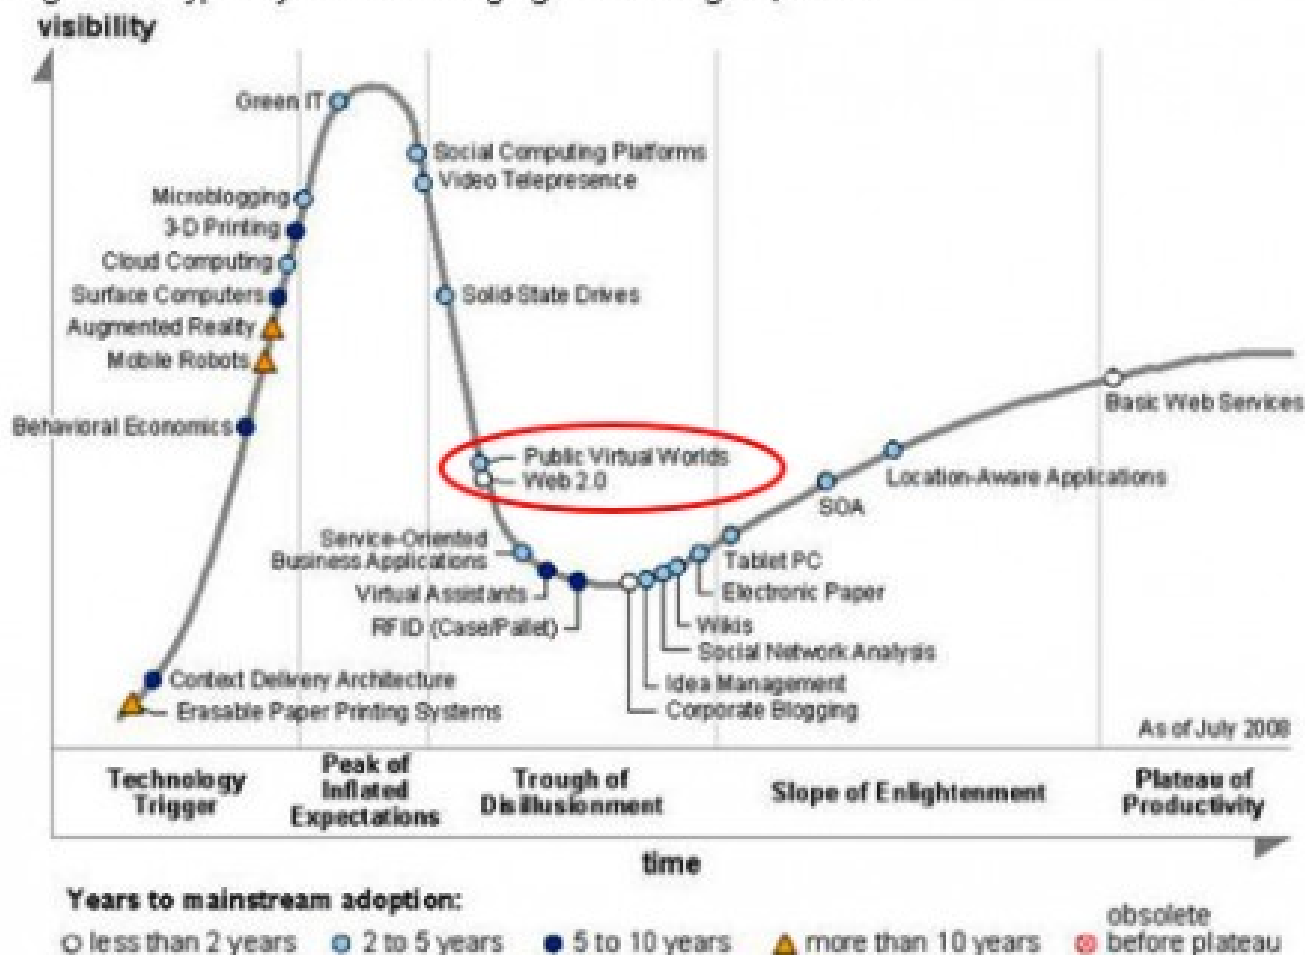 visibility
Green IT
Social Computing Platforms
Video Telepresence
Microblogging
3-D Printing
Cloud Computing
Surface Computers
Solid-State Drives
Augmented Reality
Mobile Robots
Basic Web Services
Behavioral Economics
Public Virtual Worlds
Web 2.0
Location-Aware Applications
SOA
Service-Oriented
Business Applications
Tablet PC
Virtual Assistants
Electronic Paper
RFID (Case/Pallet)
Wikis
Social Network Analysis
Context Delivery Architecture
Idea Management
Erasable Paper Printing Systems
Corporate Blogging
As of July 2008
Technology
Trigger
Peak of
Inflated
Expectations
Trough of
Disillusionment
Slope of Enlightenment
Plateau of
Productivity
time
Years to mainstream adoption:
less than 2 years
2 to 5 years
5 to 10 years
more than 10 years
obsolete
before plateau